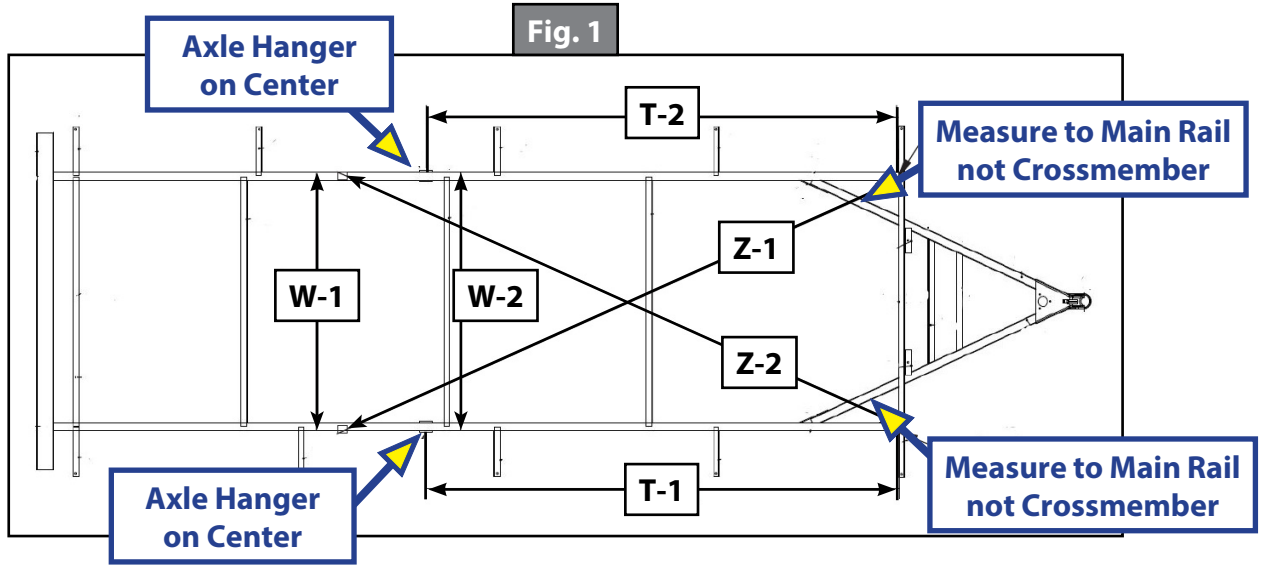 Fig. 1
Axle Hanger
on Center
T-2
Measure to Main Rail
not Crossmember
Z-1
W-1
W-2
Z-2
Axle Hanger
on Center
T-1
Measure to Main Rail
not Crossmember